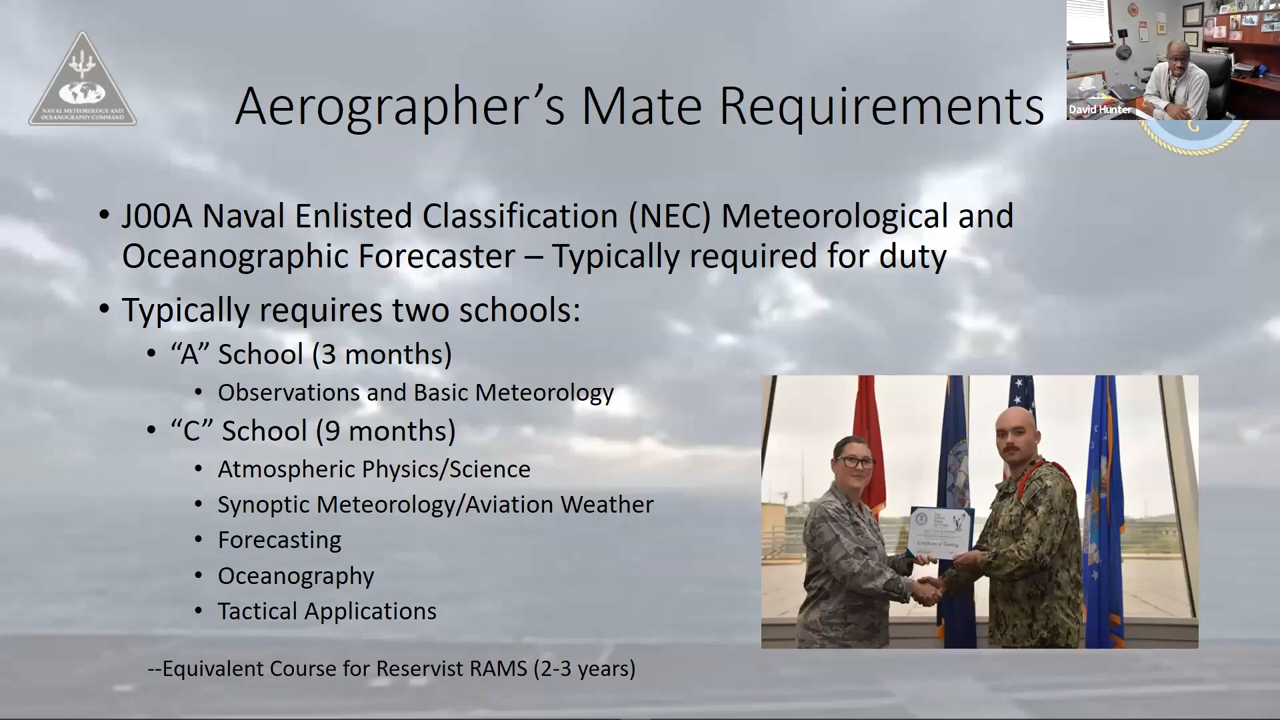 NAVAL METEOROLOGY AND
OCEANOGRAPHY COMMAND
Aerographer’s Mate Requirements
David Hunter
• J00A Naval Enlisted Classification (NEC) Meteorological and
Oceanographic Forecaster – Typically required for duty
• Typically requires two schools:
• “A” School (3 months)
• Observations and Basic Meteorology
• “C” School (9 months)
• Atmospheric Physics/Science
• Synoptic Meteorology/Aviation Weather
• Forecasting
• Oceanography
• Tactical Applications
Certificate of Training
--Equivalent Course for Reservist RAMS (2-3 years)